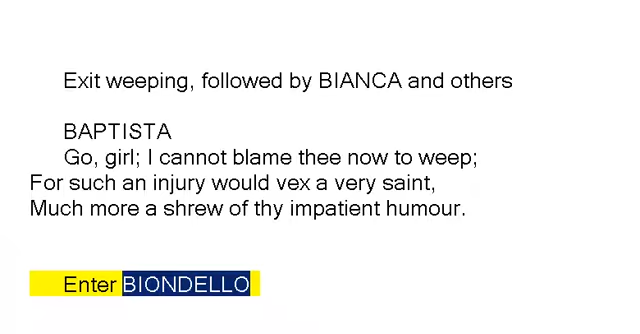 Exit weeping, followed by BIANCA and others
BAPTISTA
Go, girl; I cannot blame thee now to weep;
For such an injury would vex a very saint,
Much more a shrew of thy impatient humour.
Enter BIONDELLO